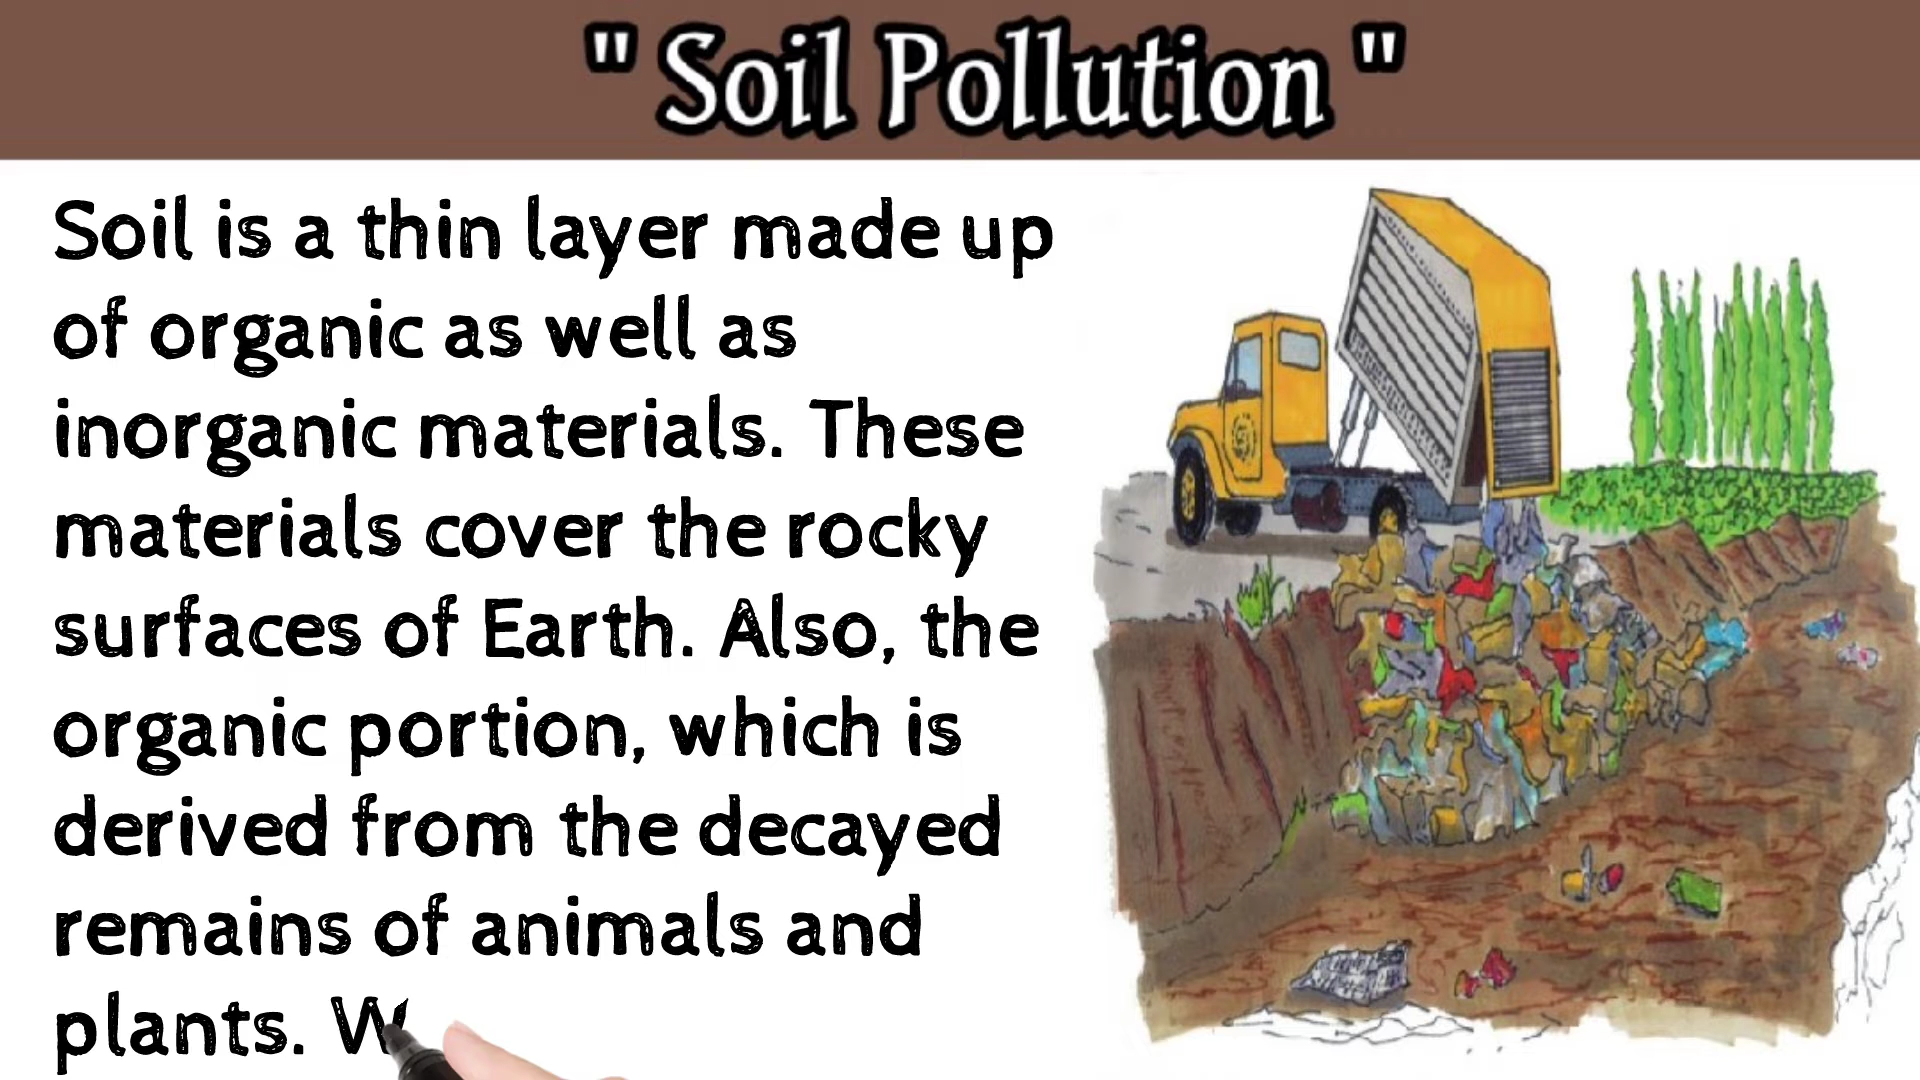 " Soil Pollution "
Soil is a thin layer made up
of organic as well as
inorganic materials. These
materials cover the rocky
surfaces of Earth. Also, the
organic portion, which is
derived from the decayed
remains of animals and
plants. W